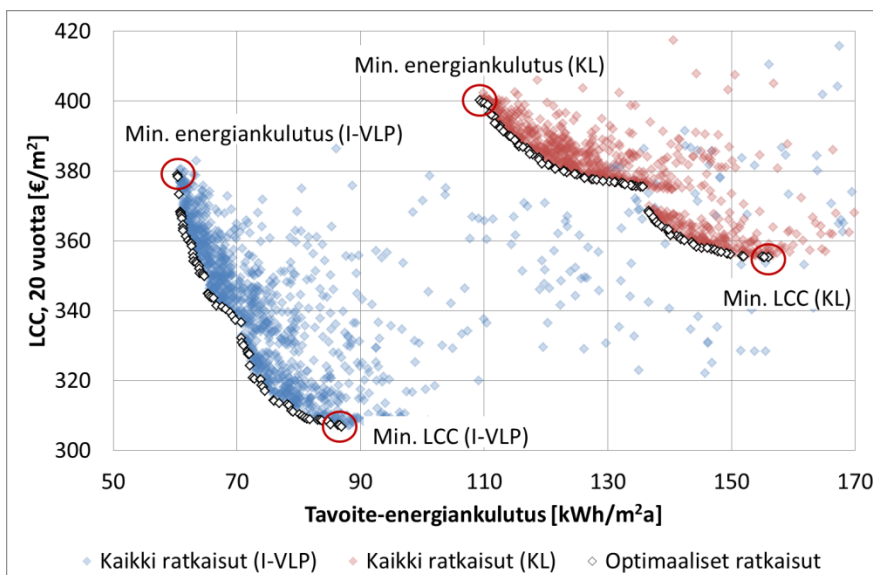 420
400
380
360
340
320
300
LCC, 20 vuotta [€/m²]
Min. energiankulutus (KL)
Min. energiankulutus (I-VLP)
Min. LCC (KL)
Min. LCC (I-VLP)
50 70 90 110 130 150 170
Tavoite-energiankulutus [kWh/m²a]
Kaikki ratkaisut (I-VLP) Kaikki ratkaisut (KL) Optimaaliset ratkaisut